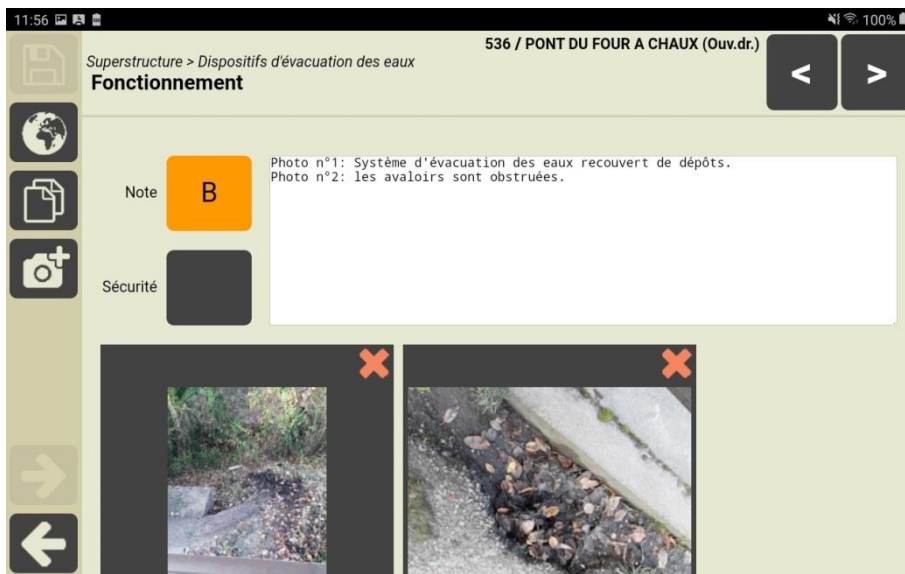 11:56
100%
536 / PONT DU FOUR A CHAUX (Ouv.dr.)
Superstructure > Dispositifs d'évacuation des eaux
Fonctionnement
< >
Note
B
Photo n°1: Système d'évacuation des eaux recouvert de dépôts.
Photo n°2: les avaloirs sont obstruées.
Sécurité